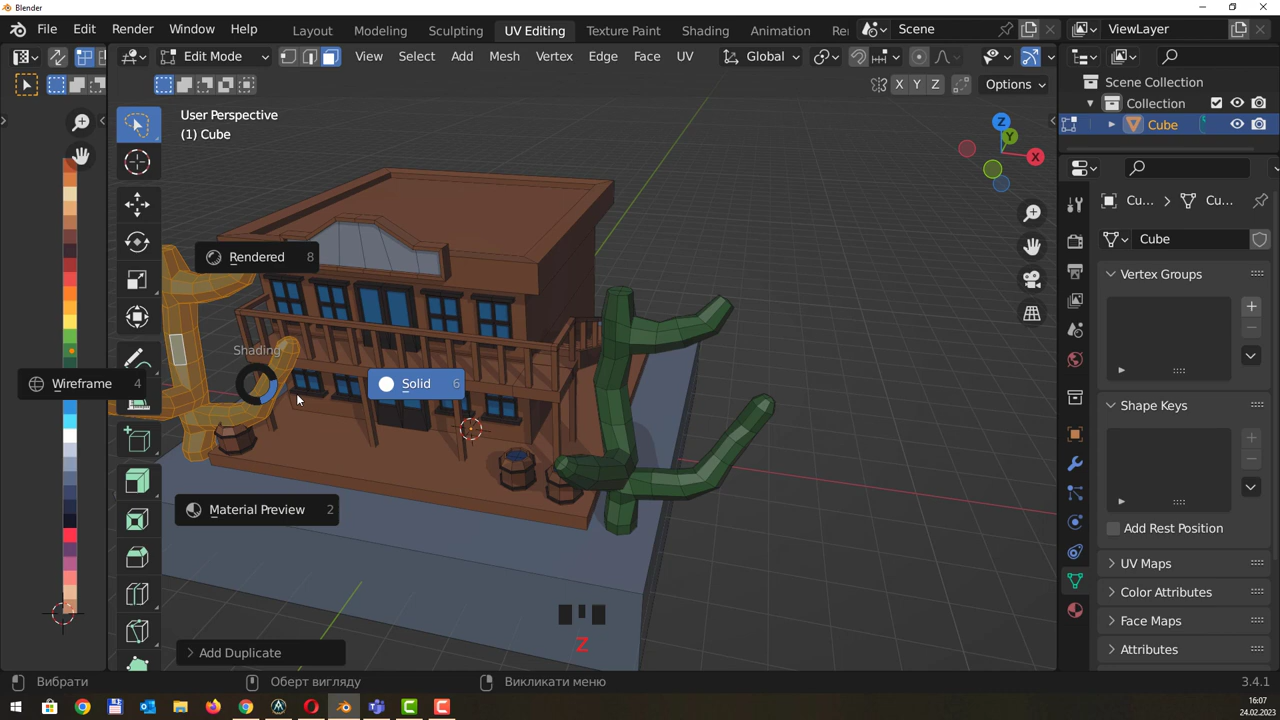 Blender
File Edit Render Window Help Layout Modeling Sculpting UV Editing Texture Paint Shading Animation Re Scene ViewLayer
Edit Mode View Select Add Mesh Vertex Edge Face UV Global
X Y Z Options
User Perspective
(1) Cube
Scene Collection
Collection
Cube
Z
Y
X
Cu... Cu...
Cube
Vertex Groups
Rendered 8
Shading
Wireframe 4
Solid 6
Shape Keys
Material Preview 2
Add Rest Position
UV Maps
Color Attributes
Face Maps
Attributes
Z
Add Duplicate
Вибрати Оберт вигляду Викликати меню 3.4.1
16:07
24.02.2023